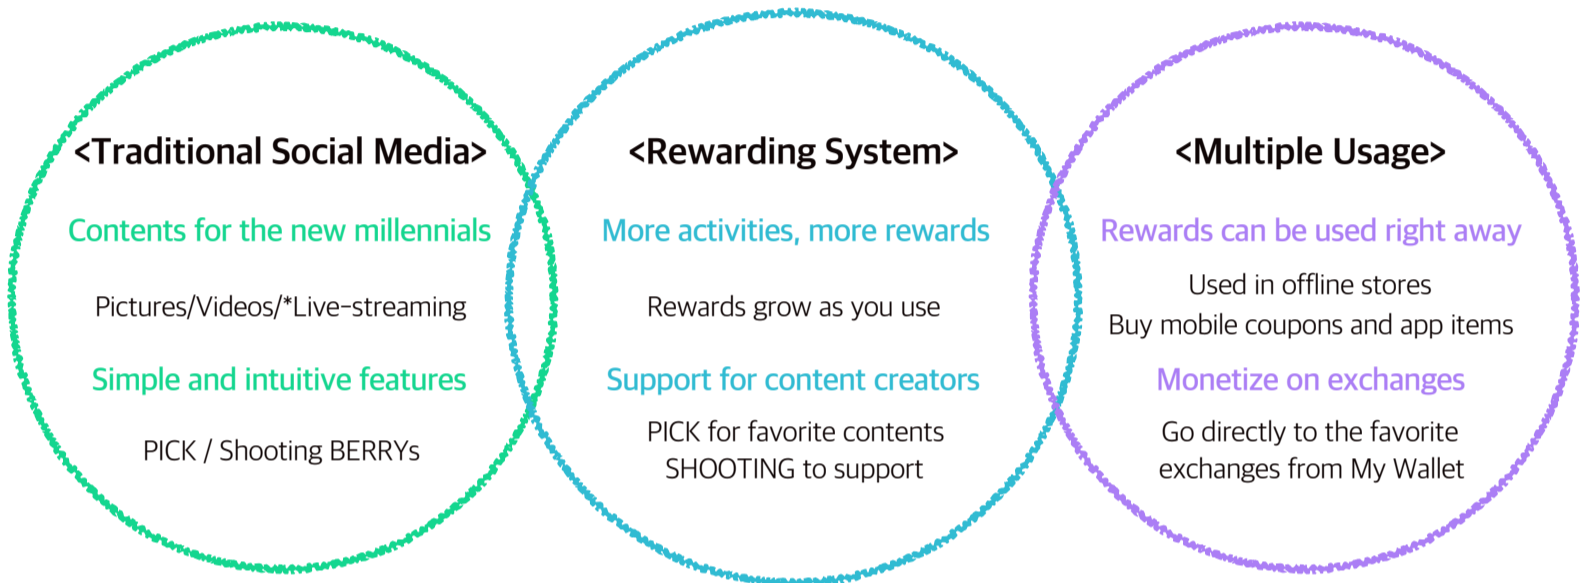 <Traditional Social Media>
Contents for the new millennials
Pictures/Videos/*Live-streaming
Simple and intuitive features
PICK / Shooting BERRYs
<Rewarding System>
More activities, more rewards
Rewards grow as you use
Support for content creators
PICK for favorite contents
SHOOTING to support
<Multiple Usage>
Rewards can be used right away
Used in offline stores
Buy mobile coupons and app items
Monetize on exchanges
Go directly to the favorite
exchanges from My Wallet